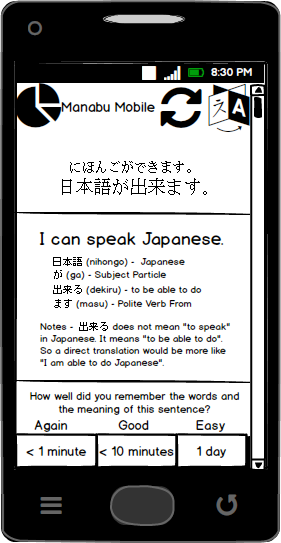 8:30 PM
Manabu Mobile
え A
にほんごができます。
日本語が出来ます。
I can speak Japanese.
日本語 (nihongo) - Japanese
が (ga) - Subject Particle
出来る (dekiru) - to be able to do
ます (masu) - Polite Verb From
Notes - 出来る does not mean "to speak"
in Japanese. It means "to be able to do".
So a direct translation would be more like
"I am able to do Japanese".
How well did you remember the words and
the meaning of this sentence?
Again Good Easy
< 1 minute < 10 minutes 1 day